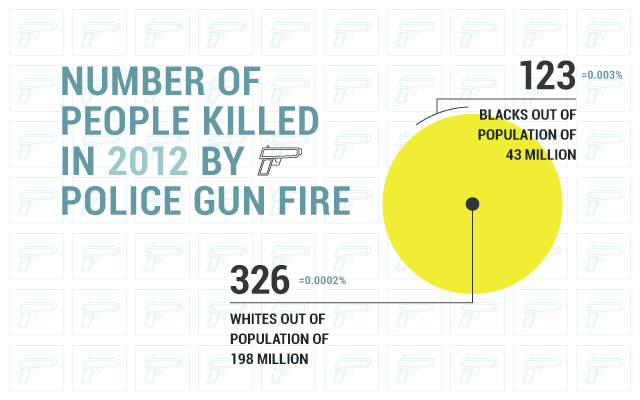 NUMBER OF
PEOPLE KILLED
IN 2012 BY
POLICE GUN FIRE
123 =0.003%
BLACKS OUT OF
POPULATION OF
43 MILLION
326 =0.0002%
WHITES OUT OF
POPULATION OF
198 MILLION